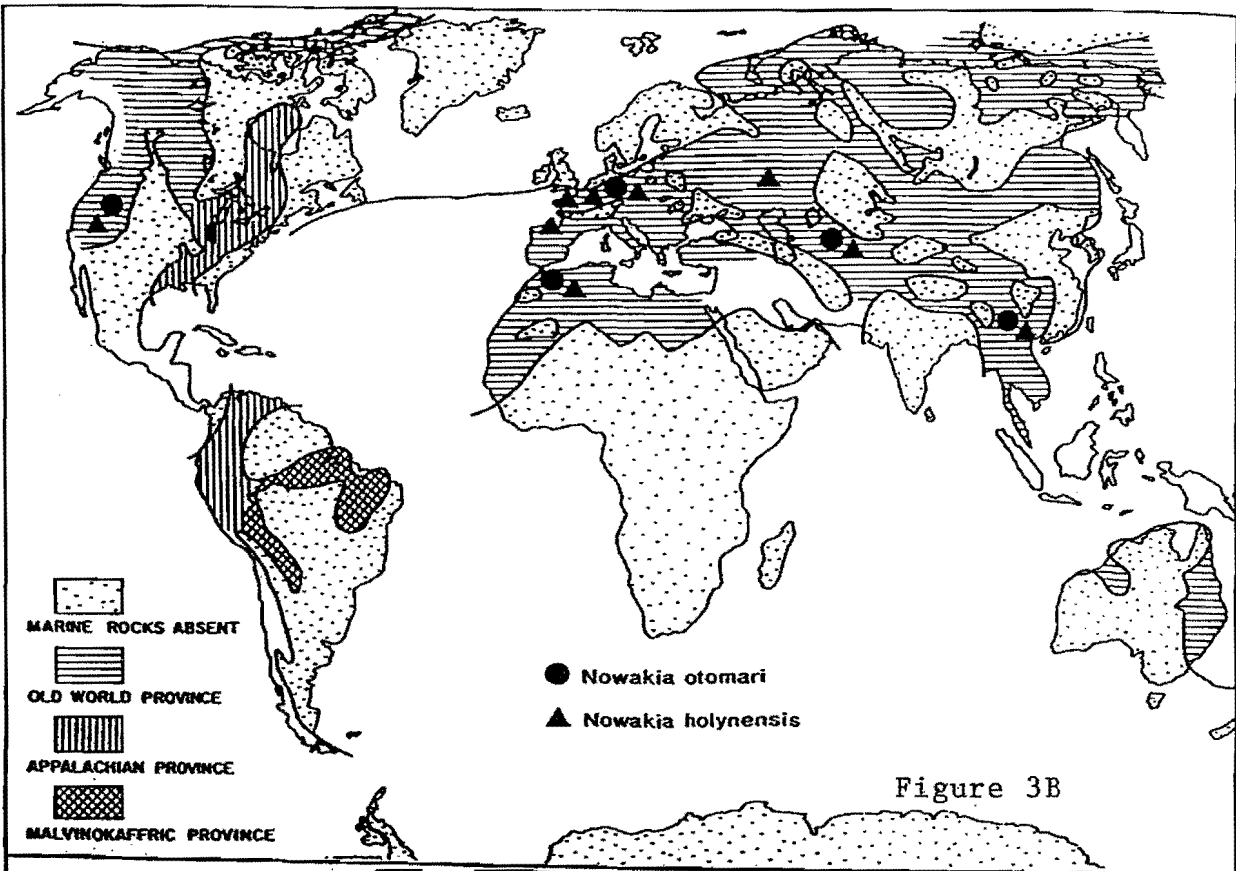 MARINE ROCKS ABSENT
OLD WORLD PROVINCE
APPALACHIAN PROVINCE
MALVINOKAFFRIC PROVINCE
Nowakia otomari
Nowakia holynensis
Figure 3B